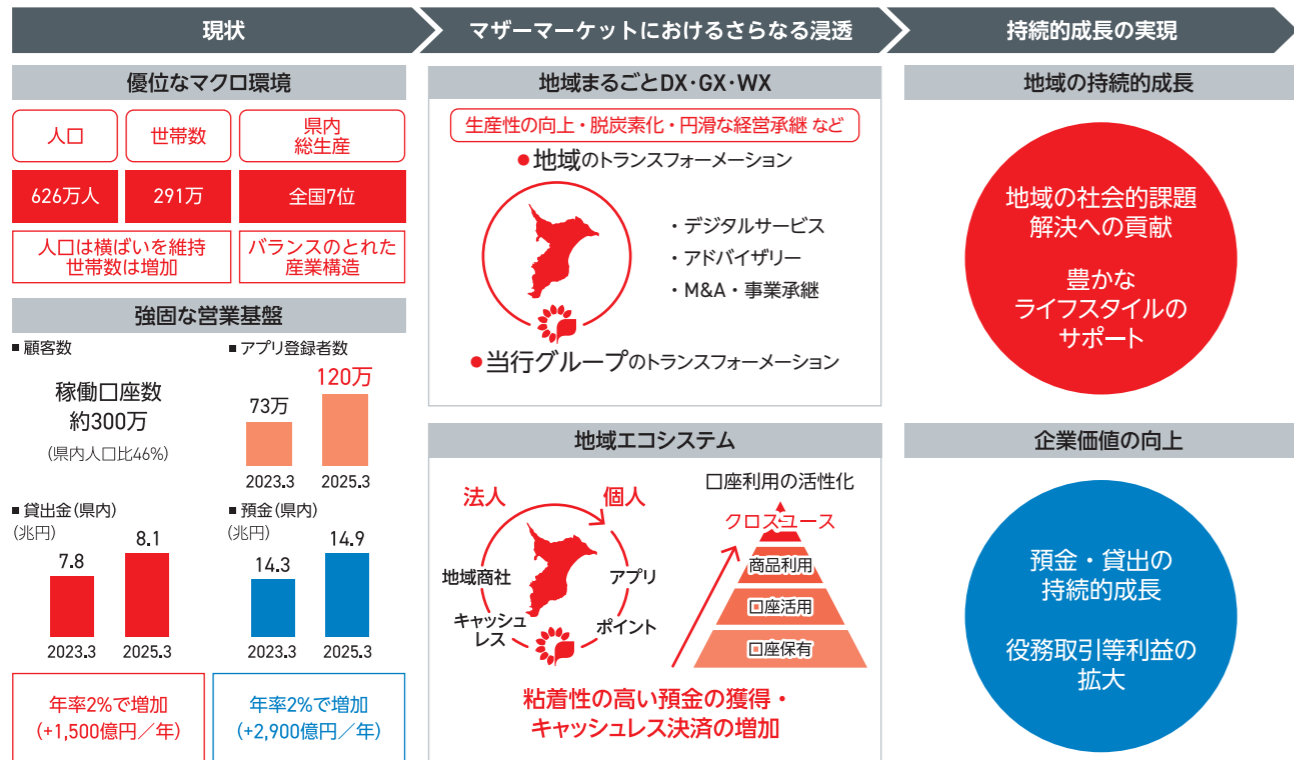 現状
マザーマーケットにおけるさらなる浸透
持続的成長の実現
優位なマクロ環境
人口
世帯数
県内
総生産
626万人
291万
全国7位
人口は横ばいを維持
世帯数は増加
バランスのとれた
産業構造
強固な営業基盤
■ 顧客数
稼働口座数
約300万
(県内人口比46%)
■ アプリ登録者数
73万
120万
2023.3
2025.3
■ 貸出金(県内)
(兆円)
7.8
8.1
2023.3
2025.3
■ 預金(県内)
(兆円)
14.3
14.9
2023.3
2025.3
年率2%で増加
(+1,500億円／年)
年率2%で増加
(+2,900億円／年)
地域まるごとDX・GX・WX
生産性の向上・脱炭素化・円滑な経営承継 など
●地域のトランスフォーメーション
・デジタルサービス
・アドバイザリー
・M&A・事業承継
●当行グループのトランスフォーメーション
地域エコシステム
法人
個人
地域商社
アプリ
キャッシュ
レス
ポイント
口座利用の活性化
クロスユース
商品利用
口座活用
口座保有
粘着性の高い預金の獲得・
キャッシュレス決済の増加
地域の持続的成長
地域の社会的課題
解決への貢献
豊かな
ライフスタイルの
サポート
企業価値の向上
預金・貸出の
持続的成長
役務取引等利益の
拡大